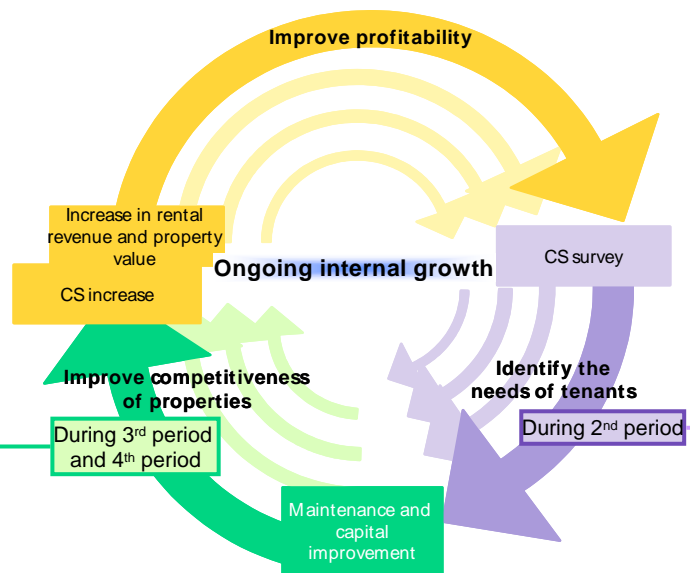 Improve profitability
Increase in rental
revenue and property
value
CS increase
Ongoing internal growth
CS survey
Identify the
needs of tenants
During 2nd period
Improve competitiveness
of properties
During 3rd period
and 4th period
Maintenance and
capital
improvement